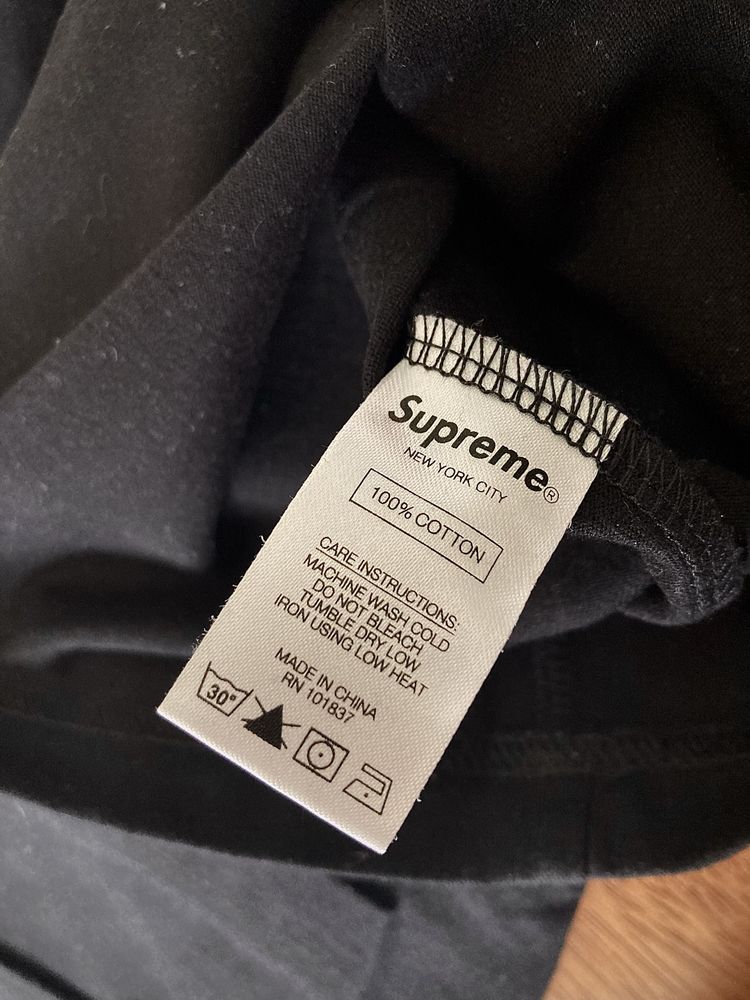 Supreme®
NEW YORK CITY
100% COTTON
CARE INSTRUCTIONS:
MACHINE WASH COLD
DO NOT BLEACH
TUMBLE DRY LOW
IRON USING LOW HEAT
MADE IN CHINA
RN 101837
30°